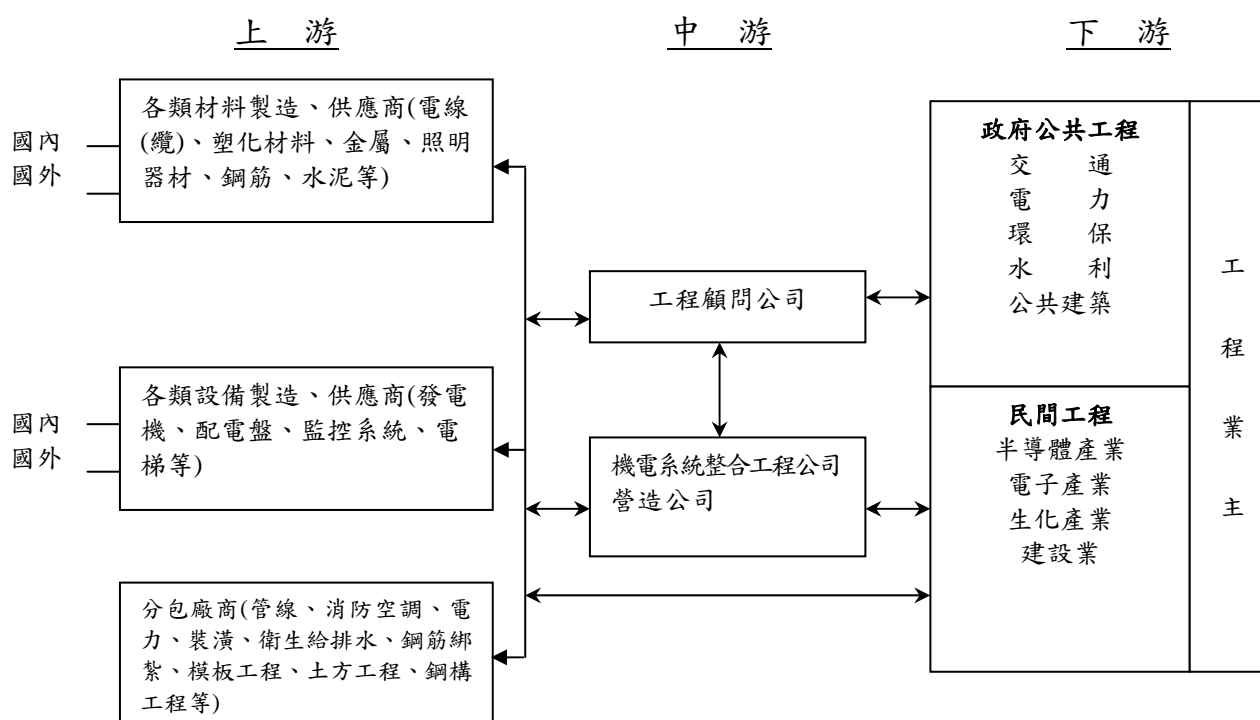 上 游
中 游
下 游
國內
國外
各類材料製造、供應商(電線
(纜)、塑化材料、金屬、照明
器材、鋼筋、水泥等)
國內
國外
各類設備製造、供應商(發電
機、配電盤、監控系統、電
梯等)
分包廠商(管線、消防空調、電
力、裝潢、衛生給排水、鋼筋綁
紮、模板工程、土方工程、鋼構
工程等)
工程顧問公司
機電系統整合工程公司
營造公司
政府公共工程
交 通
電 力
環 保
水 利
公共建築
民間工程
半導體產業
電子產業
生化產業
建設業
工
程
業
主